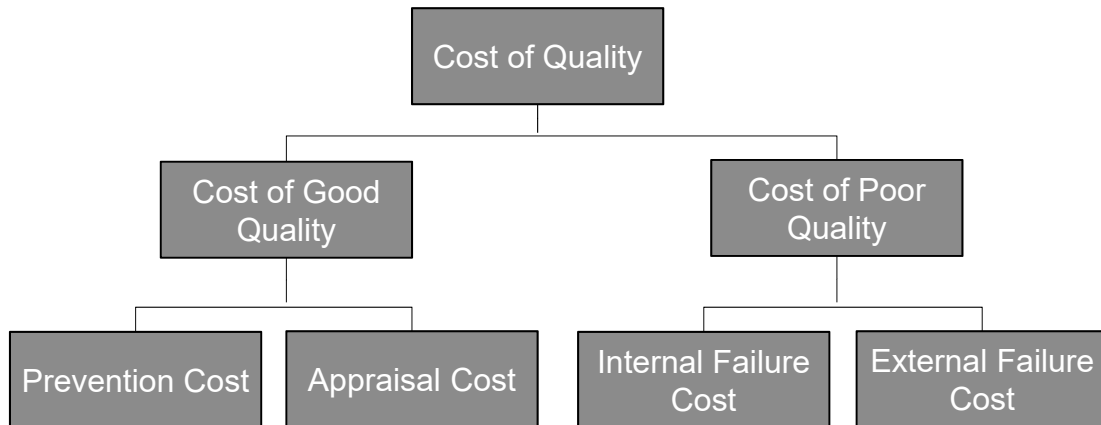 Cost of Quality
Cost of Good
Quality
Cost of Poor
Quality
Prevention Cost
Appraisal Cost
Internal Failure
Cost
External Failure
Cost